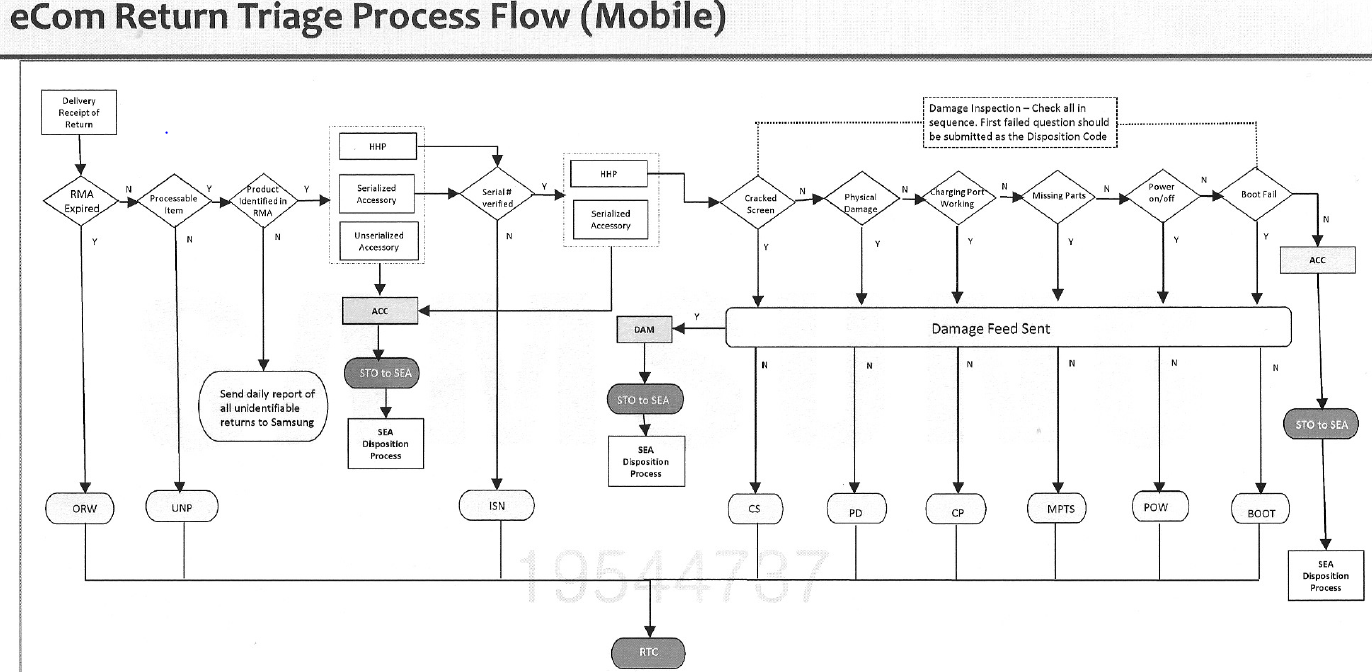 eCom Return Triage Process Flow (Mobile)
Delivery
Receipt of
Return
Damage Inspection – Check all in
sequence. First failed question should
be submitted as the Disposition Code
RMA
Expired
N
Y
Processable
Item
Y
N
Product
Identified in
RMA
Y
N
HHP
Serialized
Accessory
Unserialized
Accessory
Serial #
verified
Y
N
HHP
Serialized
Accessory
Cracked
Screen
N
Y
Physical
Damage
N
Y
Charging Port
Working
N
Y
Missing Parts
N
Y
Power
on/off
N
Y
Boot Fail
N
Y
ACC
ACC
DAM
Y
Damage Feed Sent
N
N
N
N
N
N
STO to SEA
STO to SEA
STO to SEA
Send daily report of
all unidentifiable
returns to Samsung
SEA
Disposition
Process
SEA
Disposition
Process
ORW
UNP
ISN
CS
PD
CP
MPTS
POW
BOOT
SEA
Disposition
Process
19544737
RTC